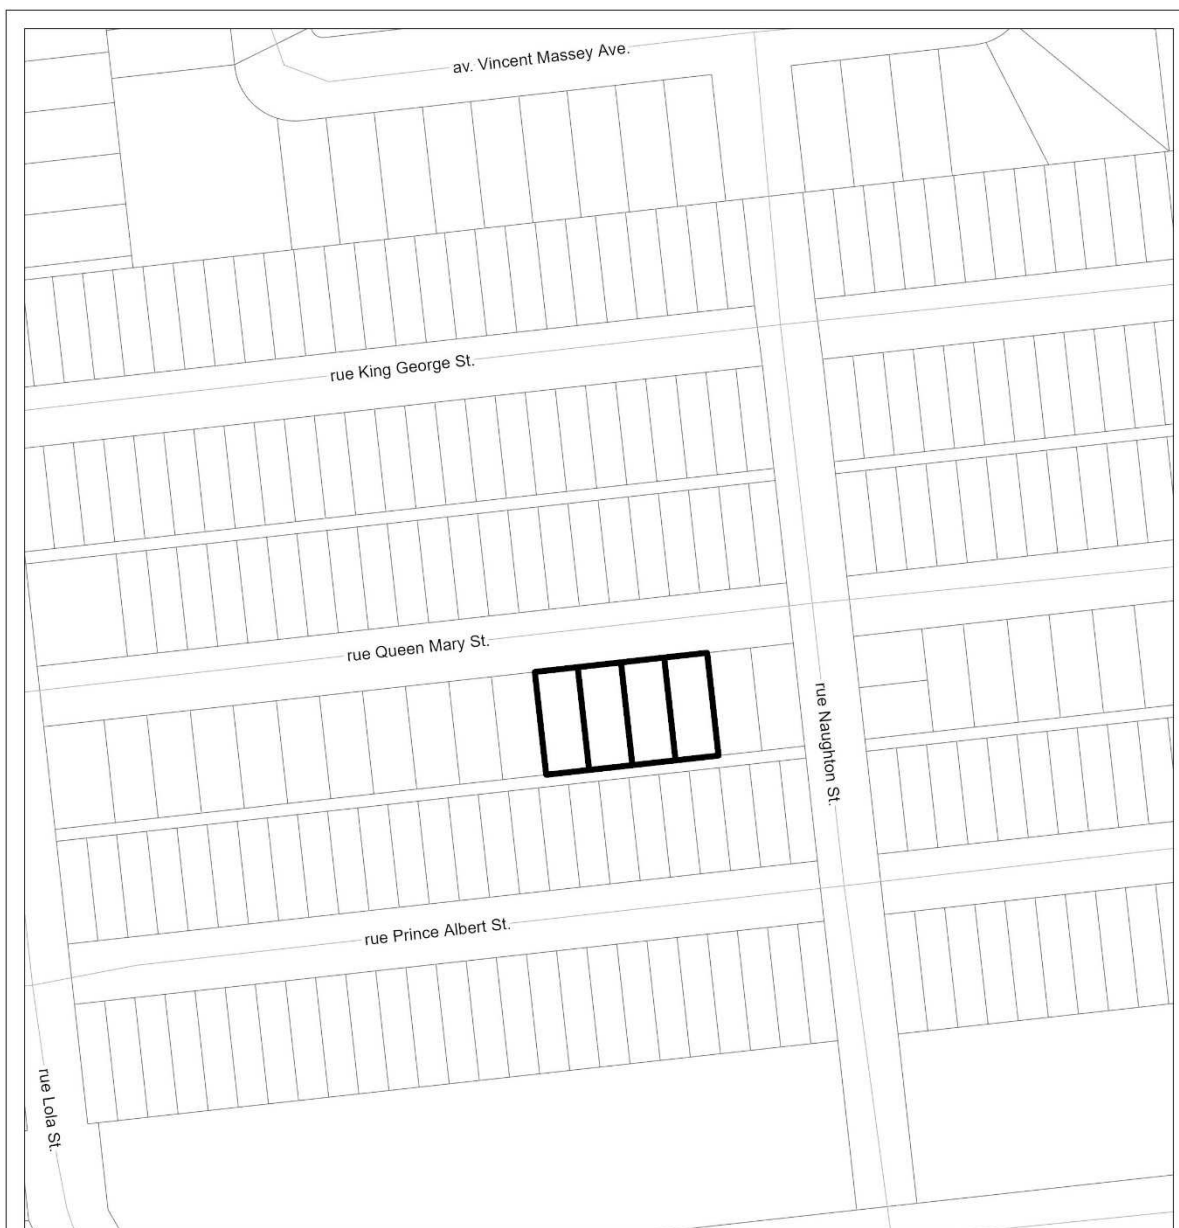 av. Vincent Massey Ave.
rue King George St.
rue Queen Mary St.
rue Naughton St.
rue Prince Albert St.
rue Lola St.